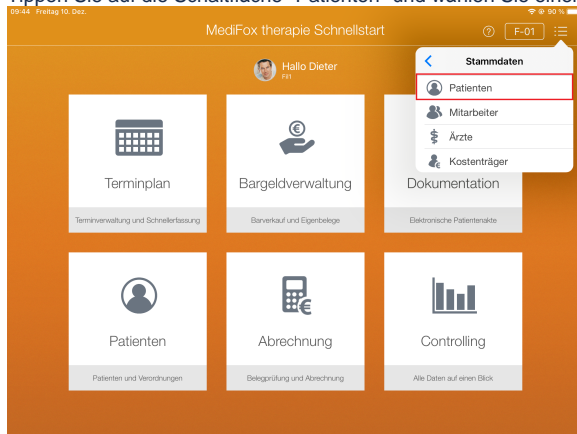 Tippen Sie auf die Schaltfläche "Patienten" und wählen Sie einen
09:44 Freitag 10. Dez.
90 %
MediFox therapie Schnellstart
F-01
Hallo Dieter
Fil1
Stammdaten
Patienten
Mitarbeiter
Ärzte
Kostenträger
Terminplan
Bargeldverwaltung
Dokumentation
Terminverwaltung und Schnellerfassung
Barverkauf und Eigenbelege
Elektronische Patientenakte
Patienten
Abrechnung
Controlling
Patienten und Verordnungen
Belegprüfung und Abrechnung
Alle Daten auf einen Blick